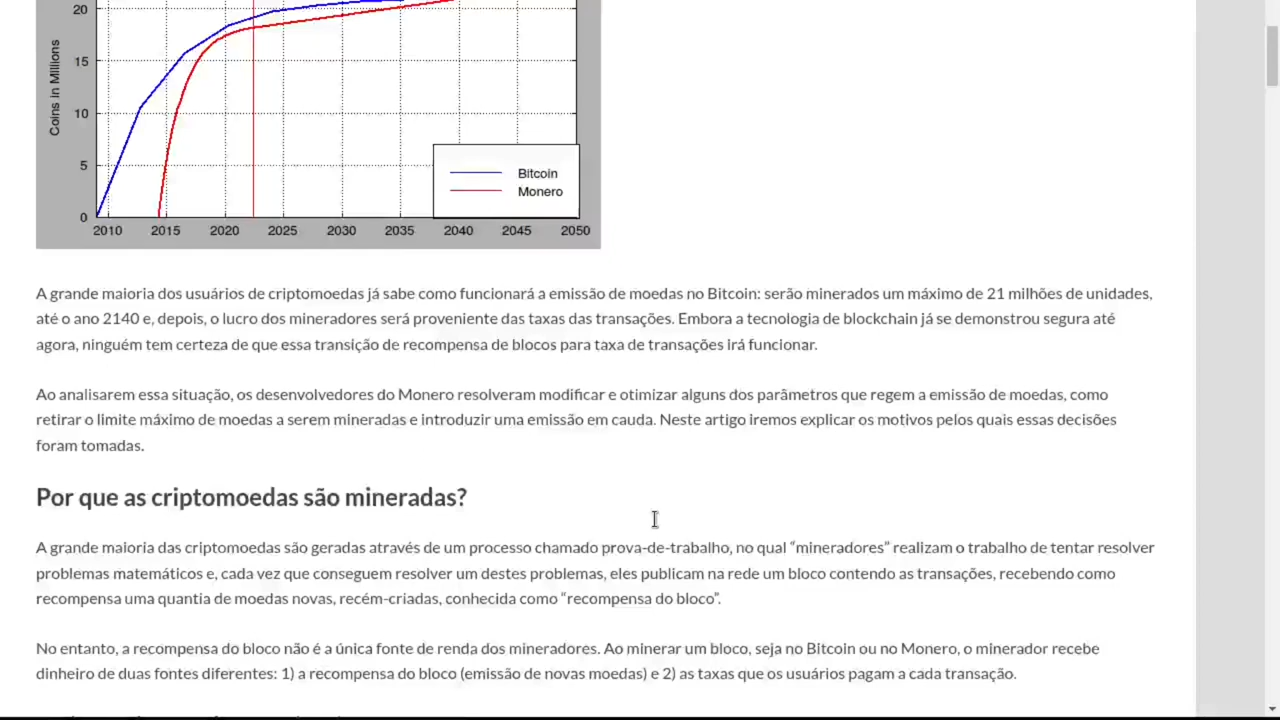 20
15
10
5
0
Coins in Millions
Bitcoin
Monero
2010 2015 2020 2025 2030 2035 2040 2045 2050
A grande maioria dos usuários de criptomoedas já sabe como funcionará a emissão de moedas no Bitcoin: serão minerados um máximo de 21 milhões de unidades,
até o ano 2140 e, depois, o lucro dos mineradores será proveniente das taxas das transações. Embora a tecnologia de blockchain já se demonstrou segura até
agora, ninguém tem certeza de que essa transição de recompensa de blocos para taxa de transações irá funcionar.
Ao analisarem essa situação, os desenvolvedores do Monero resolveram modificar e otimizar alguns dos parâmetros que regem a emissão de moedas, como
retirar o limite máximo de moedas a serem mineradas e introduzir uma emissão em cauda. Neste artigo iremos explicar os motivos pelos quais essas decisões
foram tomadas.
Por que as criptomoedas são mineradas?
A grande maioria das criptomoedas são geradas através de um processo chamado prova-de-trabalho, no qual “mineradores” realizam o trabalho de tentar resolver
problemas matemáticos e, cada vez que conseguem resolver um destes problemas, eles publicam na rede um bloco contendo as transações, recebendo como
recompensa uma quantia de moedas novas, recém-criadas, conhecida como “recompensa do bloco”.
No entanto, a recompensa do bloco não é a única fonte de renda dos mineradores. Ao minerar um bloco, seja no Bitcoin ou no Monero, o minerador recebe
dinheiro de duas fontes diferentes: 1) a recompensa do bloco (emissão de novas moedas) e 2) as taxas que os usuários pagam a cada transação.